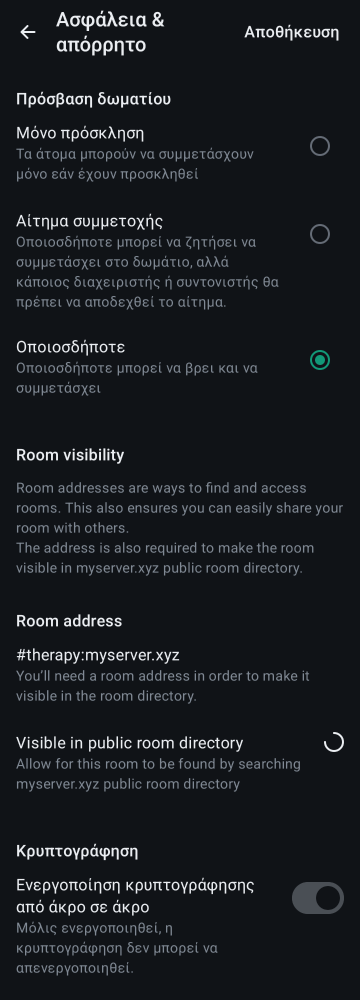 Ασφάλεια &
απόρρητο
Αποθήκευση
Πρόσβαση δωματίου
Μόνο πρόσκληση
Τα άτομα μπορούν να συμμετάσχουν
μόνο εάν έχουν προσκληθεί
Αίτημα συμμετοχής
Οποιοσδήποτε μπορεί να ζητήσει να
συμμετάσχει στο δωμάτιο, αλλά
κάποιος διαχειριστής ή συντονιστής θα
πρέπει να αποδεχθεί το αίτημα.
Οποιοσδήποτε
Οποιοσδήποτε μπορεί να βρει και να
συμμετάσχει
Room visibility
Room addresses are ways to find and access
rooms. This also ensures you can easily share your
room with others.
The address is also required to make the room
visible in myserver.xyz public room directory.
Room address
#therapy:myserver.xyz
You’ll need a room address in order to make it
visible in the room directory.
Visible in public room directory
Allow for this room to be found by searching
myserver.xyz public room directory
Κρυπτογράφηση
Ενεργοποίηση κρυπτογράφησης
από άκρο σε άκρο
Μόλις ενεργοποιηθεί, η
κρυπτογράφηση δεν μπορεί να
απενεργοποιηθεί.